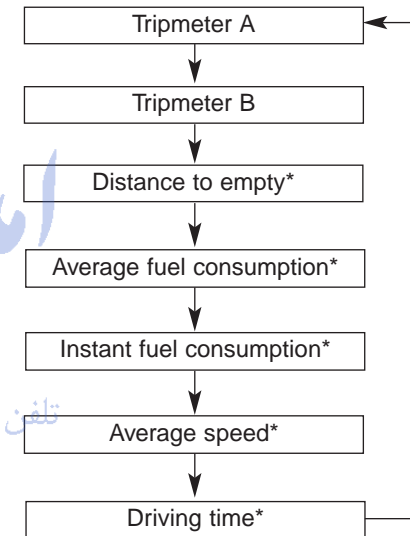 Tripmeter A
Tripmeter B
Distance to empty*
Average fuel consumption*
Instant fuel consumption*
تلفن
Average speed*
Driving time*